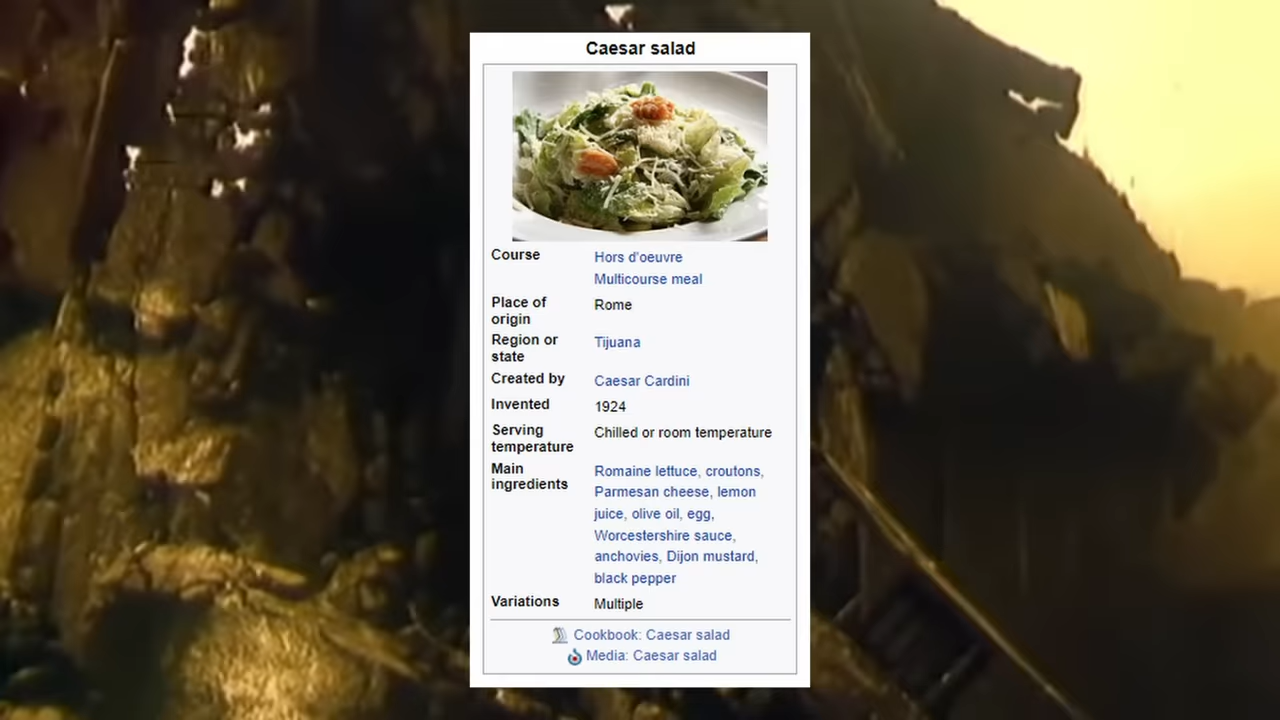 Caesar salad
Course
Hors d'oeuvre
Multicourse meal
Place of
origin
Rome
Region or
state
Tijuana
Created by
Caesar Cardini
Invented
1924
Serving
temperature
Chilled or room temperature
Main
ingredients
Romaine lettuce, croutons,
Parmesan cheese, lemon
juice, olive oil, egg,
Worcestershire sauce,
anchovies, Dijon mustard,
black pepper
Variations
Multiple
Cookbook: Caesar salad
Media: Caesar salad